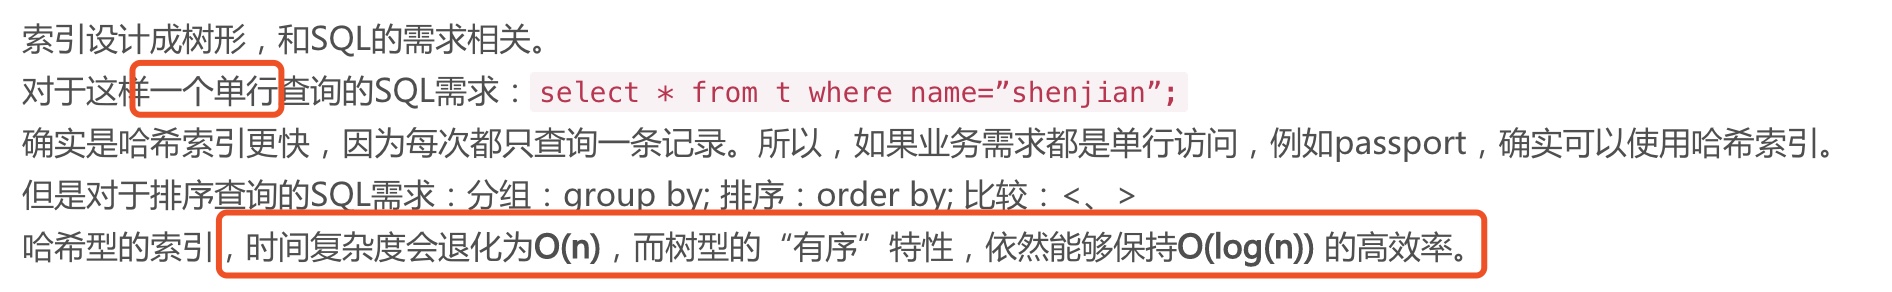 索引设计成树形，和SQL的需求相关。
对于这样一个单行查询的SQL需求：select * from t where name=”shenjian”;
确实是哈希索引更快，因为每次都只查询一条记录。所以，如果业务需求都是单行访问，例如passport，确实可以使用哈希索引。
但是对于排序查询的SQL需求：分组：group by; 排序：order by; 比较：<、>
哈希型的索引，时间复杂度会退化为O(n)，而树型的“有序”特性，依然能够保持O(log(n)) 的高效率。